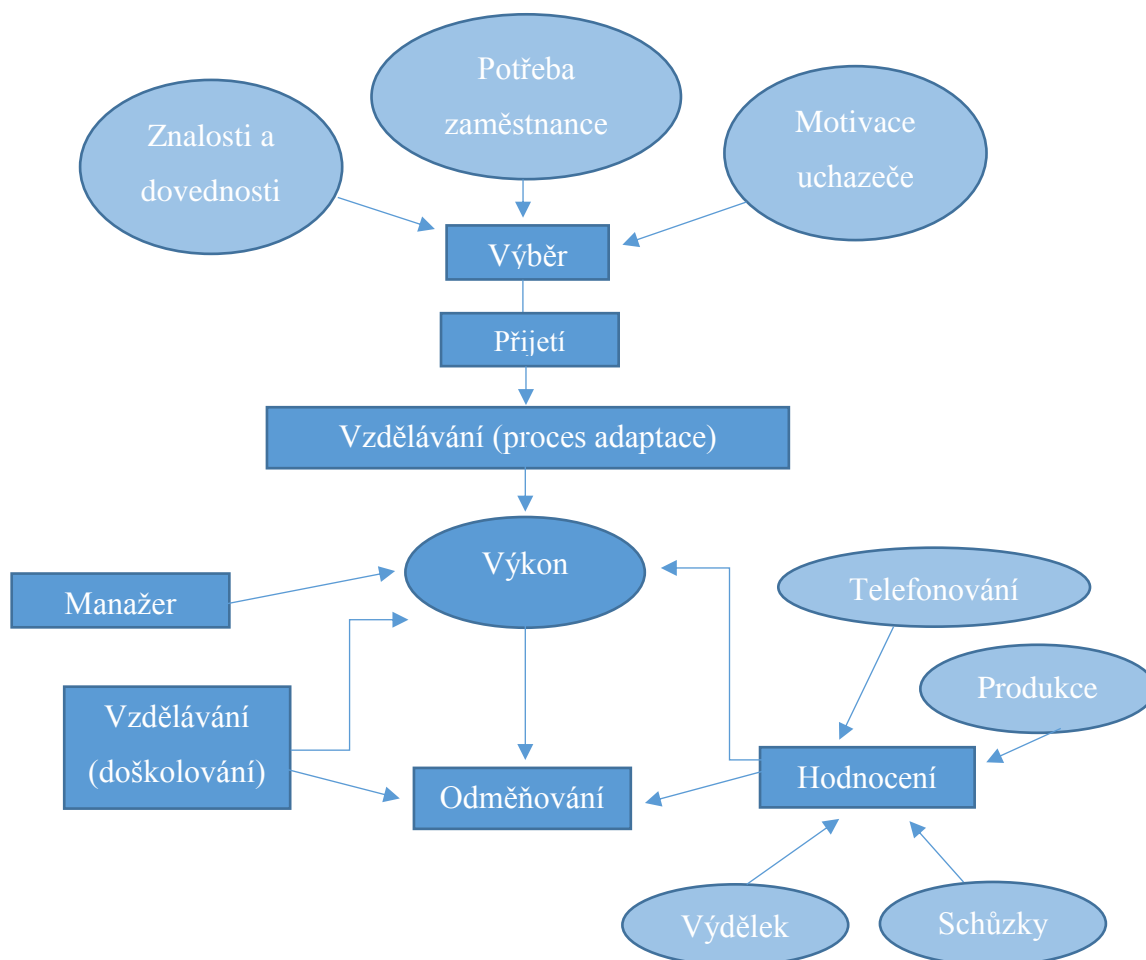 Potřeba
zaměstnance
Znalosti a
dovednosti
Motivace
uchazeče
Výběr
Přijetí
Vzdělávání (proces adaptace)
Výkon
Manažer
Telefonování
Produkce
Vzdělávání
(doškolování)
Odměňování
Hodnocení
Výdělek
Schůzky